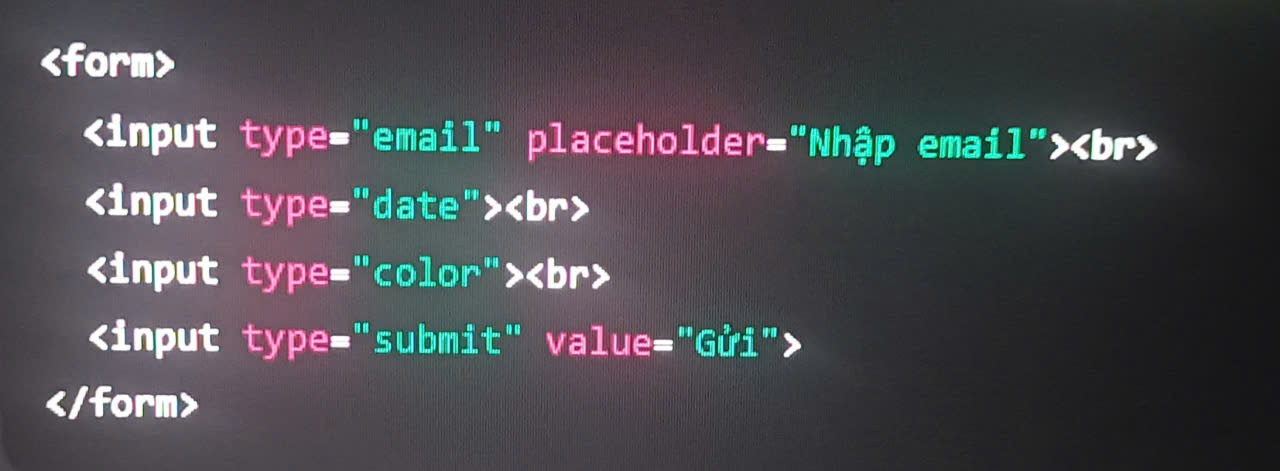 <form>
<input type="email" placeholder="Nhập email"><br>
<input type="date"><br>
<input type="color"><br>
<input type="submit" value="Gửi">
</form>